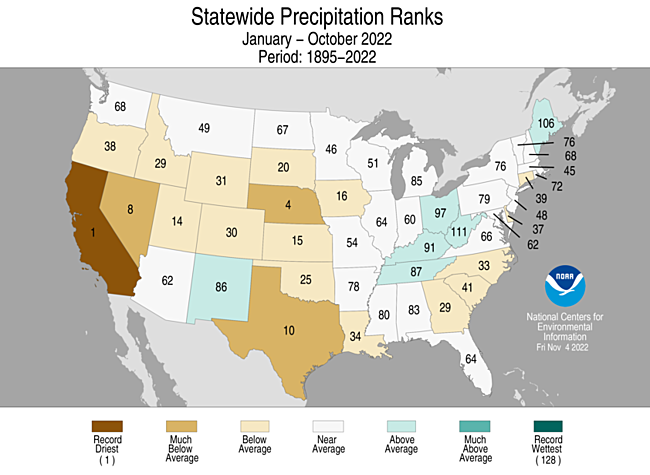 Statewide Precipitation Ranks
January – October 2022
Period: 1895–2022
68
49
67
46
51
85
106
76
68
45
72
39
48
37
62
38
29
31
20
16
76
79
1
8
14
30
4
15
54
64
60
97
111
66
91
87
33
41
29
62
86
25
78
80
83
10
34
64
NOAA
National Centers for
Environmental
Information
Fri Nov 4 2022
Record
Driest
(1)
Much
Below
Average
Below
Average
Near
Average
Above
Average
Much
Above
Average
Record
Wettest
(128)